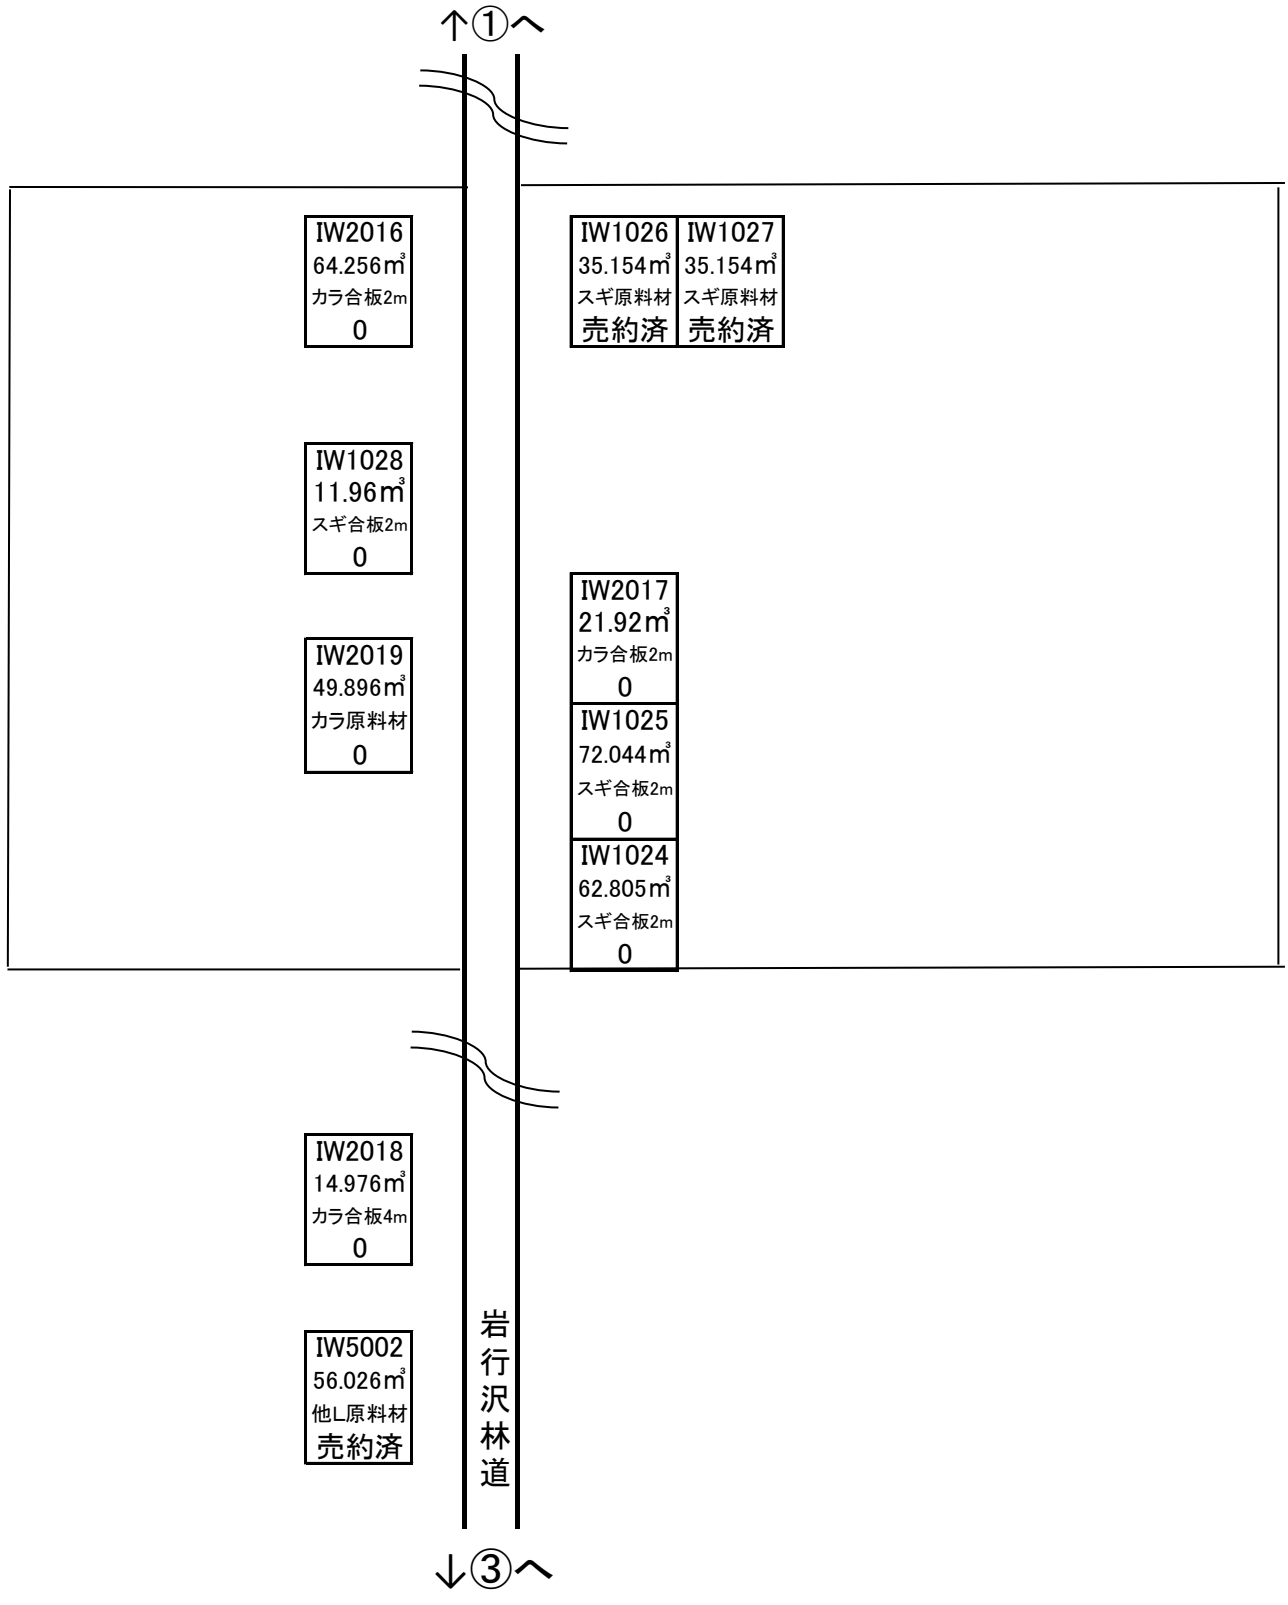 ↑①へ
IW2016
64.256㎥
カラ合板2m
0
IW1026
35.154㎥
スギ原料材
売約済
IW1027
35.154㎥
スギ原料材
売約済
IW1028
11.96㎥
スギ合板2m
0
IW2019
49.896㎥
カラ原料材
0
IW2017
21.92㎥
カラ合板2m
0
IW1025
72.044㎥
スギ合板2m
0
IW1024
62.805㎥
スギ合板2m
0
IW2018
14.976㎥
カラ合板4m
0
IW5002
56.026㎥
他L原料材
売約済
岩行沢林道
↓③へ